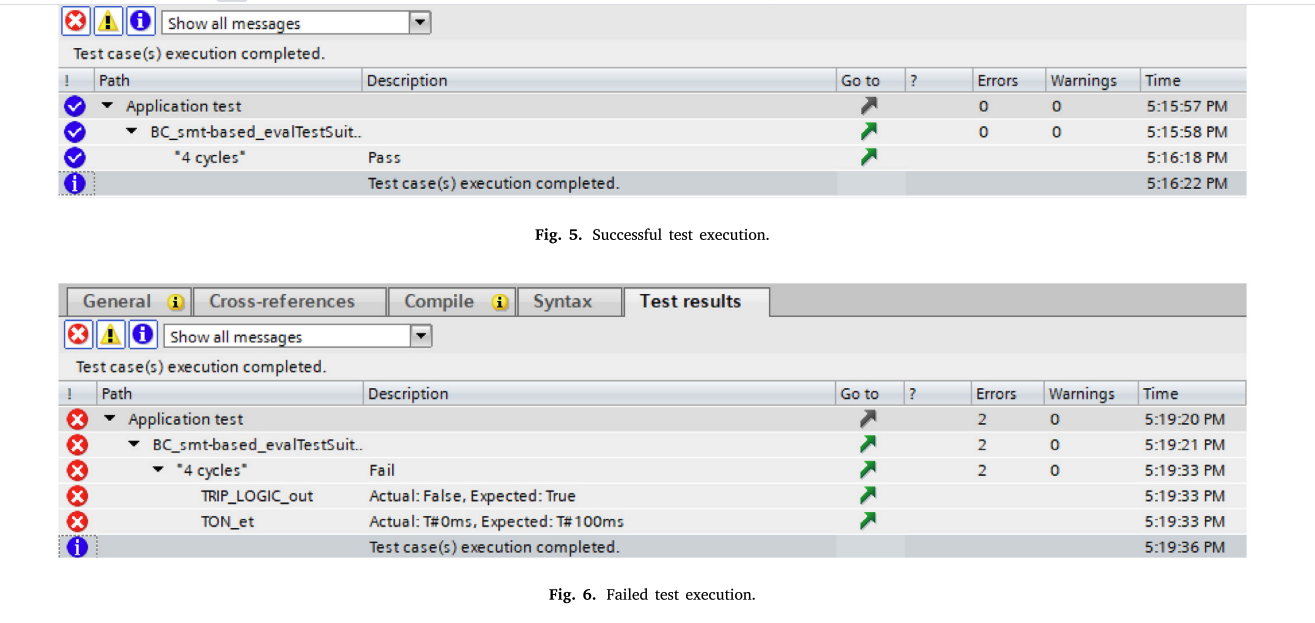 Show all messages
Test case(s) execution completed.
! Path Description Go to ? Errors Warnings Time
Application test 0 0 5:15:57 PM
BC_smt-based_evalTestSuit.. 0 0 5:15:58 PM
"4 cycles" Pass 5:16:18 PM
Test case(s) execution completed. 5:16:22 PM
Fig. 5. Successful test execution.
General Cross-references Compile Syntax Test results
Show all messages
Test case(s) execution completed.
! Path Description Go to ? Errors Warnings Time
Application test 2 0 5:19:20 PM
BC_smt-based_evalTestSuit.. 2 0 5:19:21 PM
"4 cycles" Fail 2 0 5:19:33 PM
TRIP_LOGIC_out Actual: False, Expected: True 5:19:33 PM
TON_et Actual: T#0ms, Expected: T#100ms 5:19:33 PM
Test case(s) execution completed. 5:19:36 PM
Fig. 6. Failed test execution.